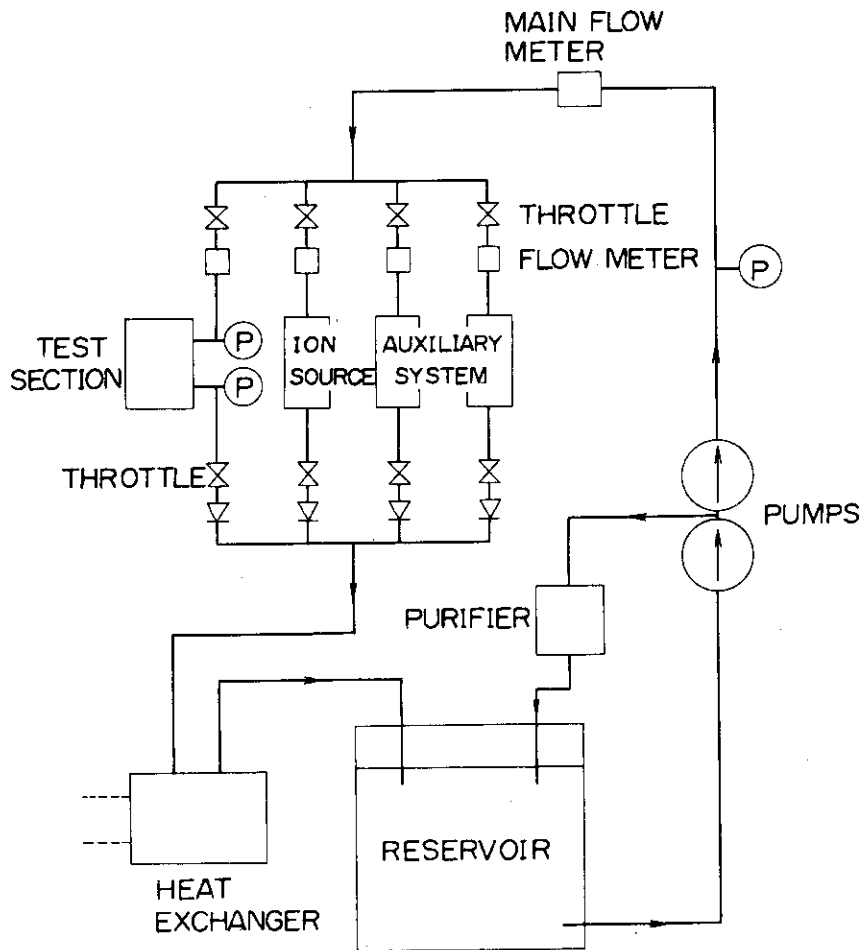 MAIN FLOW
METER
THROTTLE
FLOW METER
P
P
P
TEST
SECTION
ION
SOURCE
AUXILIARY
SYSTEM
THROTTLE
PUMPS
PURIFIER
RESERVOIR
HEAT
EXCHANGER